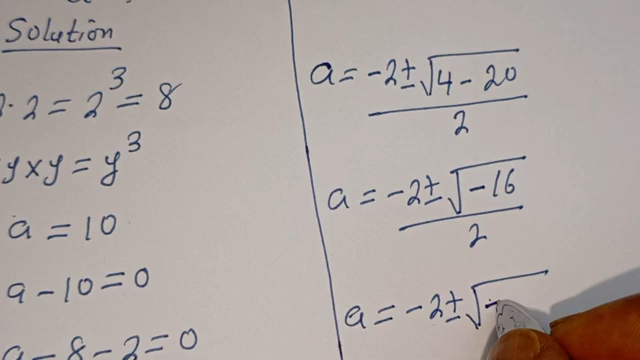 Solution
2 = 2³ = 8
y x y = y³
a = 10
a - 10 = 0
a - 8 - 2 = 0
a = -2 ± √4 - 20
2
a = -2 ± √-16
2
a = -2 ± √-